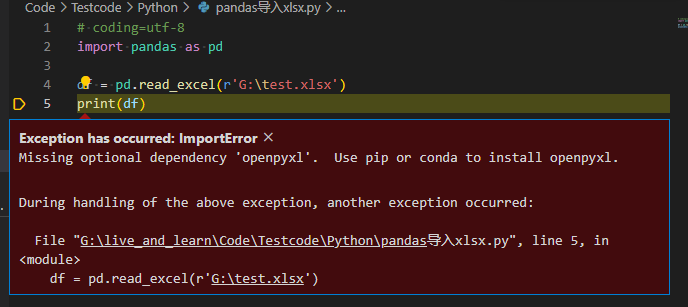 Code > Testcode > Python > pandas导入xlsx.py > ...
1 # coding=utf-8
2 import pandas as pd
3
4 df = pd.read_excel(r'G:\test.xlsx')
5 print(df)
Exception has occurred: ImportError ×
Missing optional dependency 'openpyxl'.  Use pip or conda to install openpyxl.
During handling of the above exception, another exception occurred:
File "G:\live_and_learn\Code\Testcode\Python\pandas导入xlsx.py", line 5, in
<module>
df = pd.read_excel(r'G:\test.xlsx')